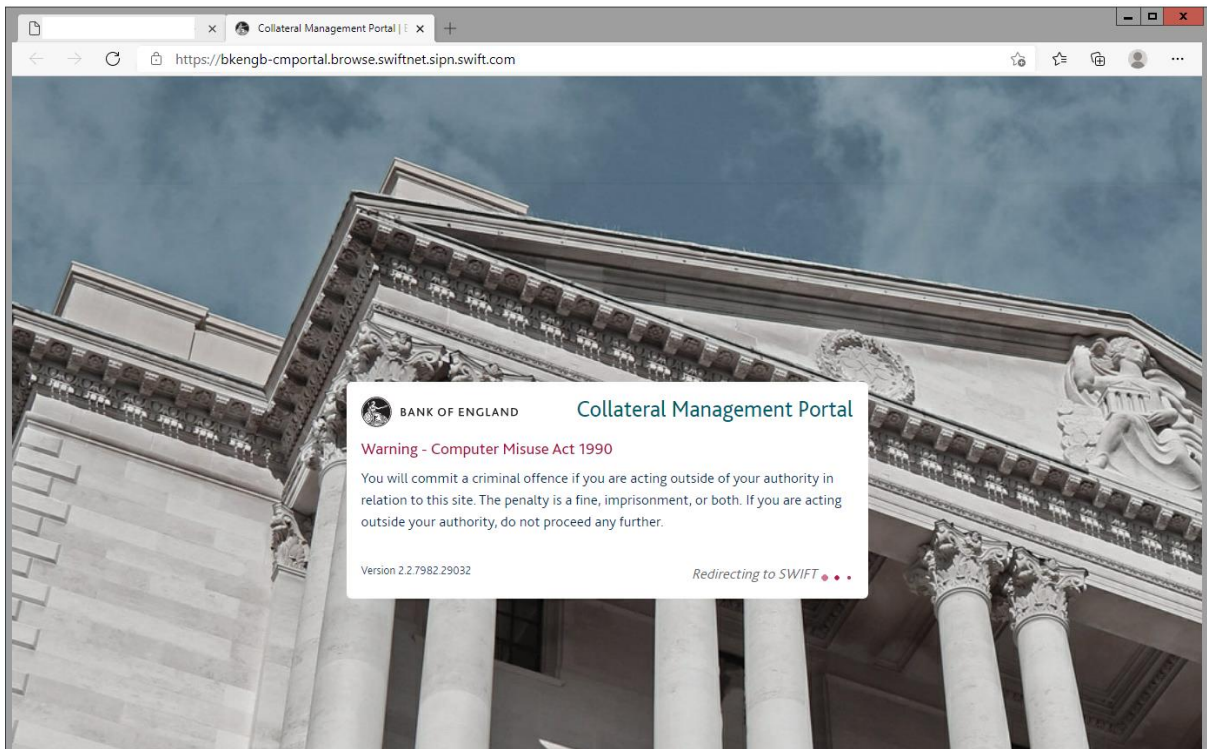 Collateral Management Portal | E
https://bkengb-cmportal.browse.swiftnet.sipn.swift.com
BANK OF ENGLAND
Collateral Management Portal
Warning - Computer Misuse Act 1990
You will commit a criminal offence if you are acting outside of your authority in
relation to this site. The penalty is a fine, imprisonment, or both. If you are acting
outside your authority, do not proceed any further.
Version 2.2.7982.29032
Redirecting to SWIFT